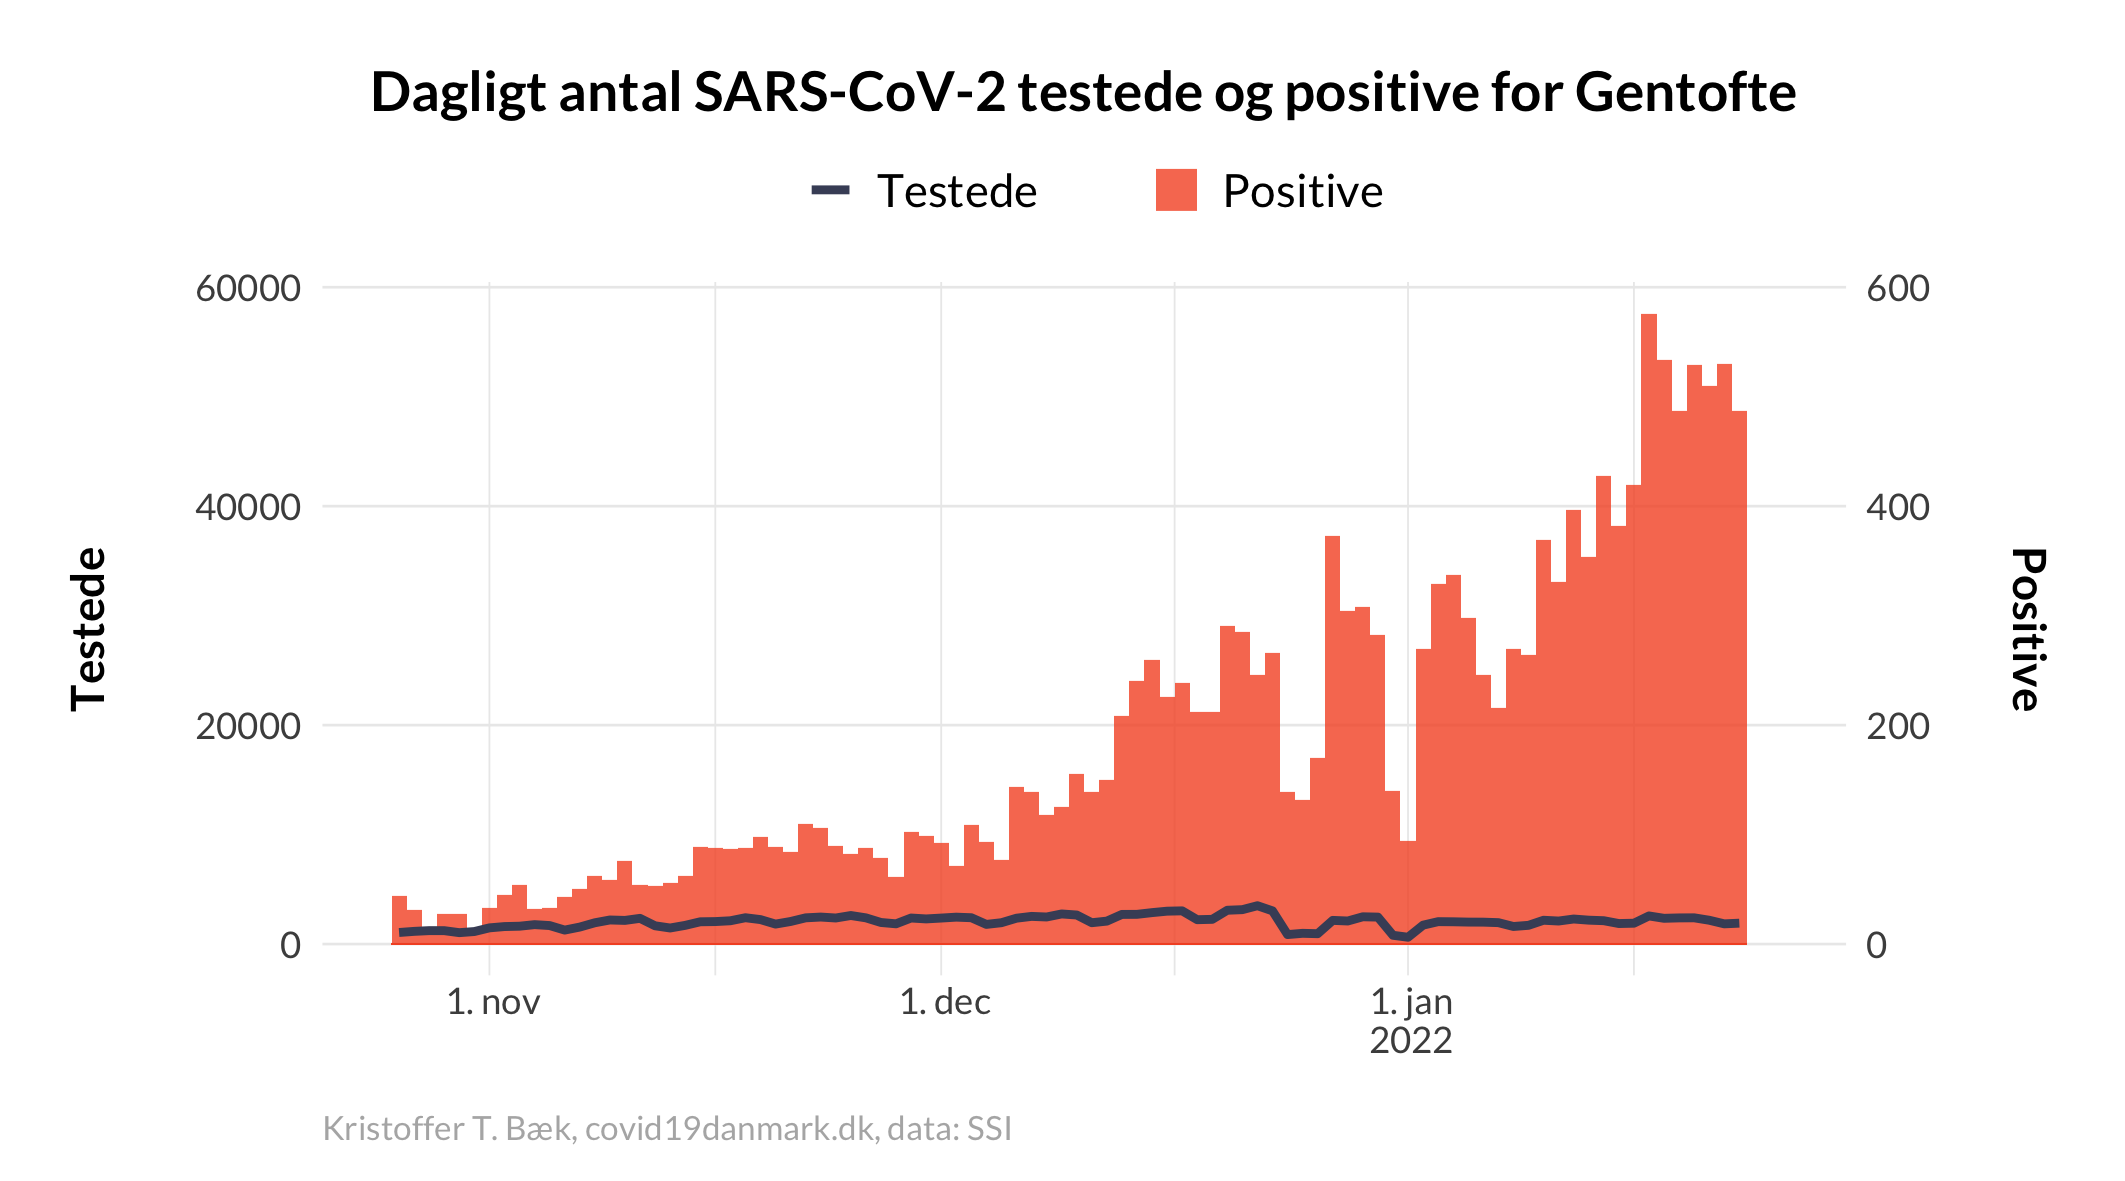 Dagligt antal SARS-CoV-2 testede og positive for Gentofte
Testede
Positive
60000
40000
20000
0
Testede
600
400
200
0
Positive
1. nov
1. dec
1. jan
2022
Kristoffer T. Bæk, covid19danmark.dk, data: SSI